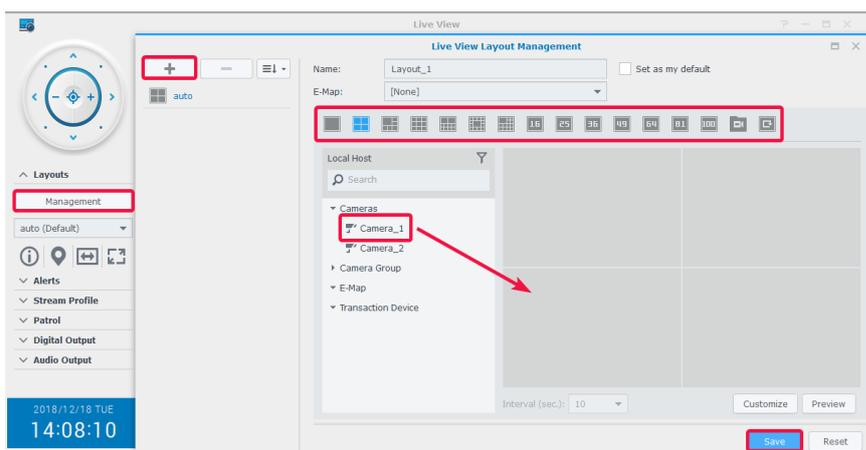 Live View
Live View Layout Management
Name: Layout_1
Set as my default
auto
E-Map: [None]
16 25 36 49 64 81 100
Local Host
Search
Layouts
Management
auto (Default)
Cameras
Camera_1
Camera_2
Camera Group
E-Map
Transaction Device
Alerts
Stream Profile
Patrol
Digital Output
Audio Output
Interval (sec.): 10
Customize
Preview
2018/12/18 TUE
14:08:10
Save
Reset